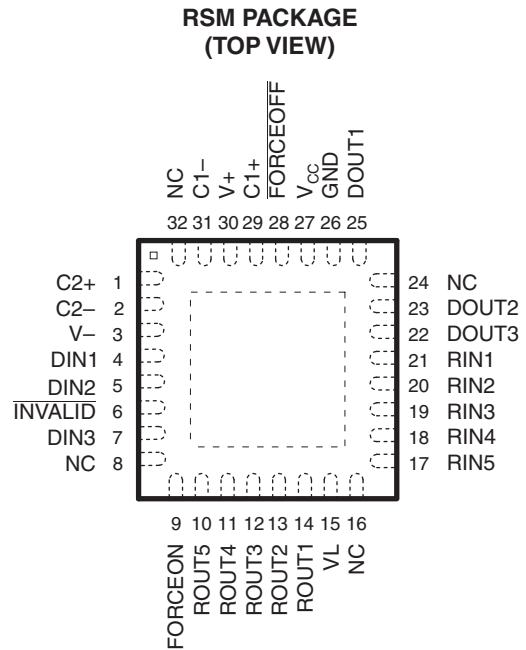 RSM PACKAGE
(TOP VIEW)
NC
C1–
V+
C1+
FORCEOFF
VCC
GND
DOUT1
32 31 30 29 28 27 26 25
C2+ 1
C2– 2
V– 3
DIN1 4
DIN2 5
INVALID 6
DIN3 7
NC 8
24 NC
23 DOUT2
22 DOUT3
21 RIN1
20 RIN2
19 RIN3
18 RIN4
17 RIN5
9 10 11 12 13 14 15 16
FORCEON
ROUT5
ROUT4
ROUT3
ROUT2
ROUT1
VL
NC